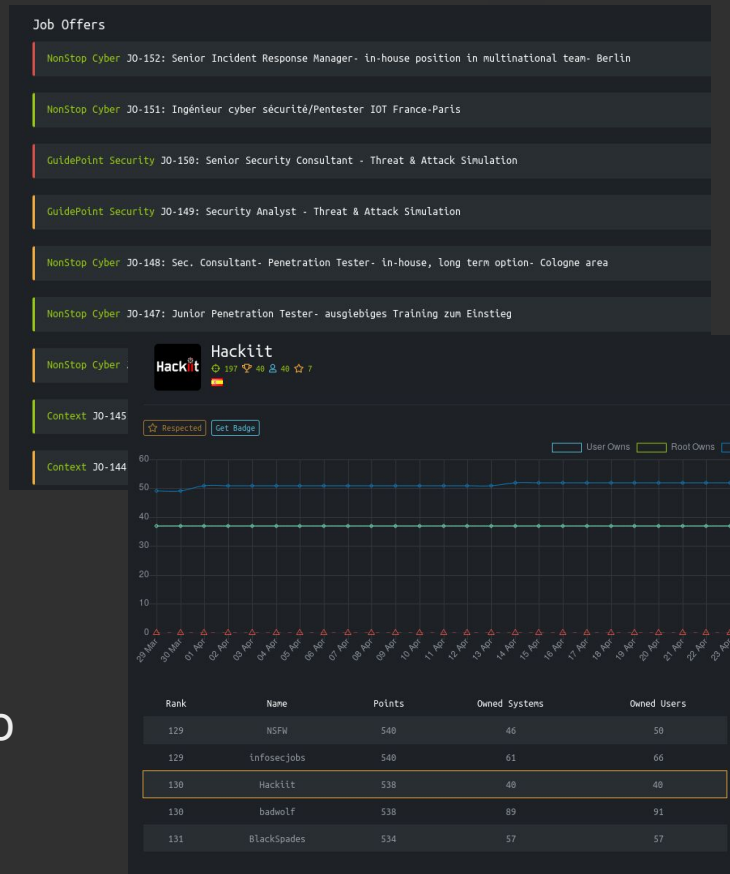 Job Offers
NonStop Cyber JO-152: Senior Incident Response Manager- in-house position in multinational team- Berlin
NonStop Cyber JO-151: Ingénieur cyber sécurité/Pentester IOT France-Paris
GuidePoint Security JO-150: Senior Security Consultant - Threat & Attack Simulation
GuidePoint Security JO-149: Security Analyst - Threat & Attack Simulation
NonStop Cyber JO-148: Sec. Consultant- Penetration Tester- in-house, long term option- Cologne area
NonStop Cyber JO-147: Junior Penetration Tester- ausgiebiges Training zum Einstieg
NonStop Cyber
Context JO-145
Context JO-144
Hackiit
Hackiit
197 40 40 7
Respected Get Badge
User Owns Root Owns
60
50
40
30
20
10
0
29 Mar 30 Mar 01 Apr 02 Apr 03 Apr 04 Apr 05 Apr 06 Apr 07 Apr 08 Apr 09 Apr 10 Apr 11 Apr 12 Apr 13 Apr 14 Apr 15 Apr 16 Apr 17 Apr 18 Apr 19 Apr 20 Apr 21 Apr 22 Apr 23 Apr
Rank Name Points Owned Systems Owned Users
129 NSFW 540 46 50
129 infosecjobs 540 61 66
130 Hackiit 538 40 40
130 badwolf 538 89 91
131 BlackSpades 534 57 57